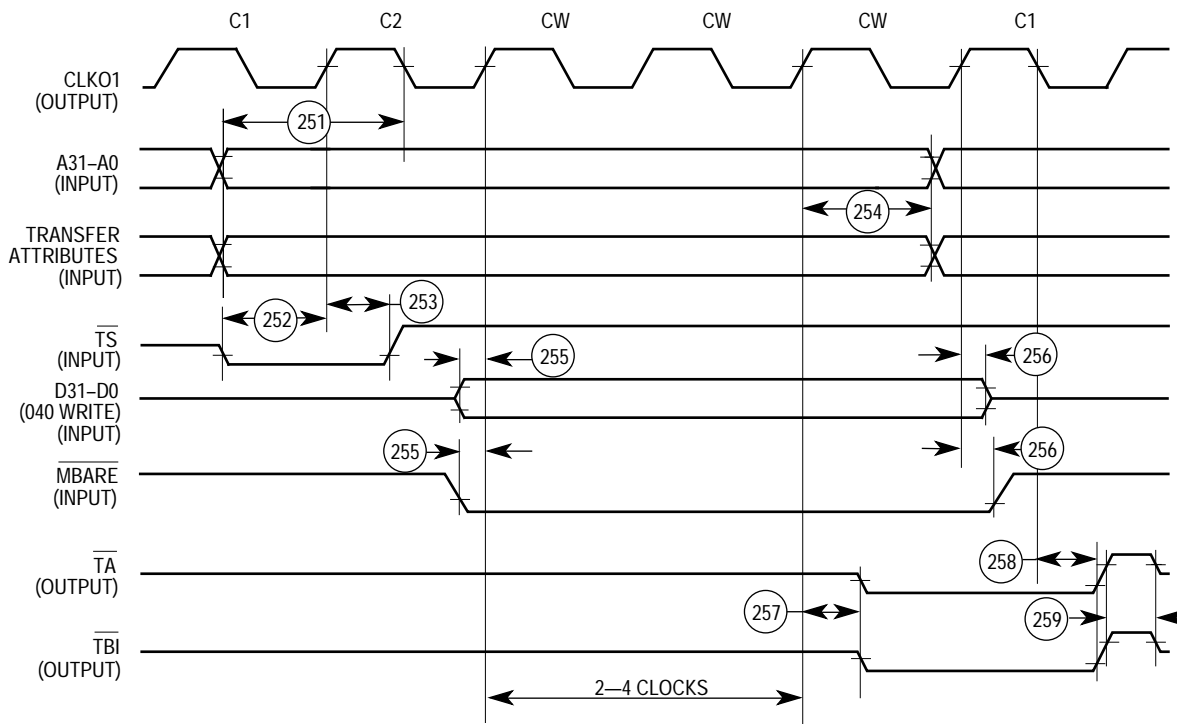 C1 C2 CW CW CW C1
CLKO1
(OUTPUT)
251
A31–A0
(INPUT)
254
TRANSFER
ATTRIBUTES
(INPUT)
252
253
TS
(INPUT)
255
256
D31–D0
(040 WRITE)
(INPUT)
255
256
MBARE
(INPUT)
TA
(OUTPUT)
258
257
259
TBI
(OUTPUT)
2—4 CLOCKS